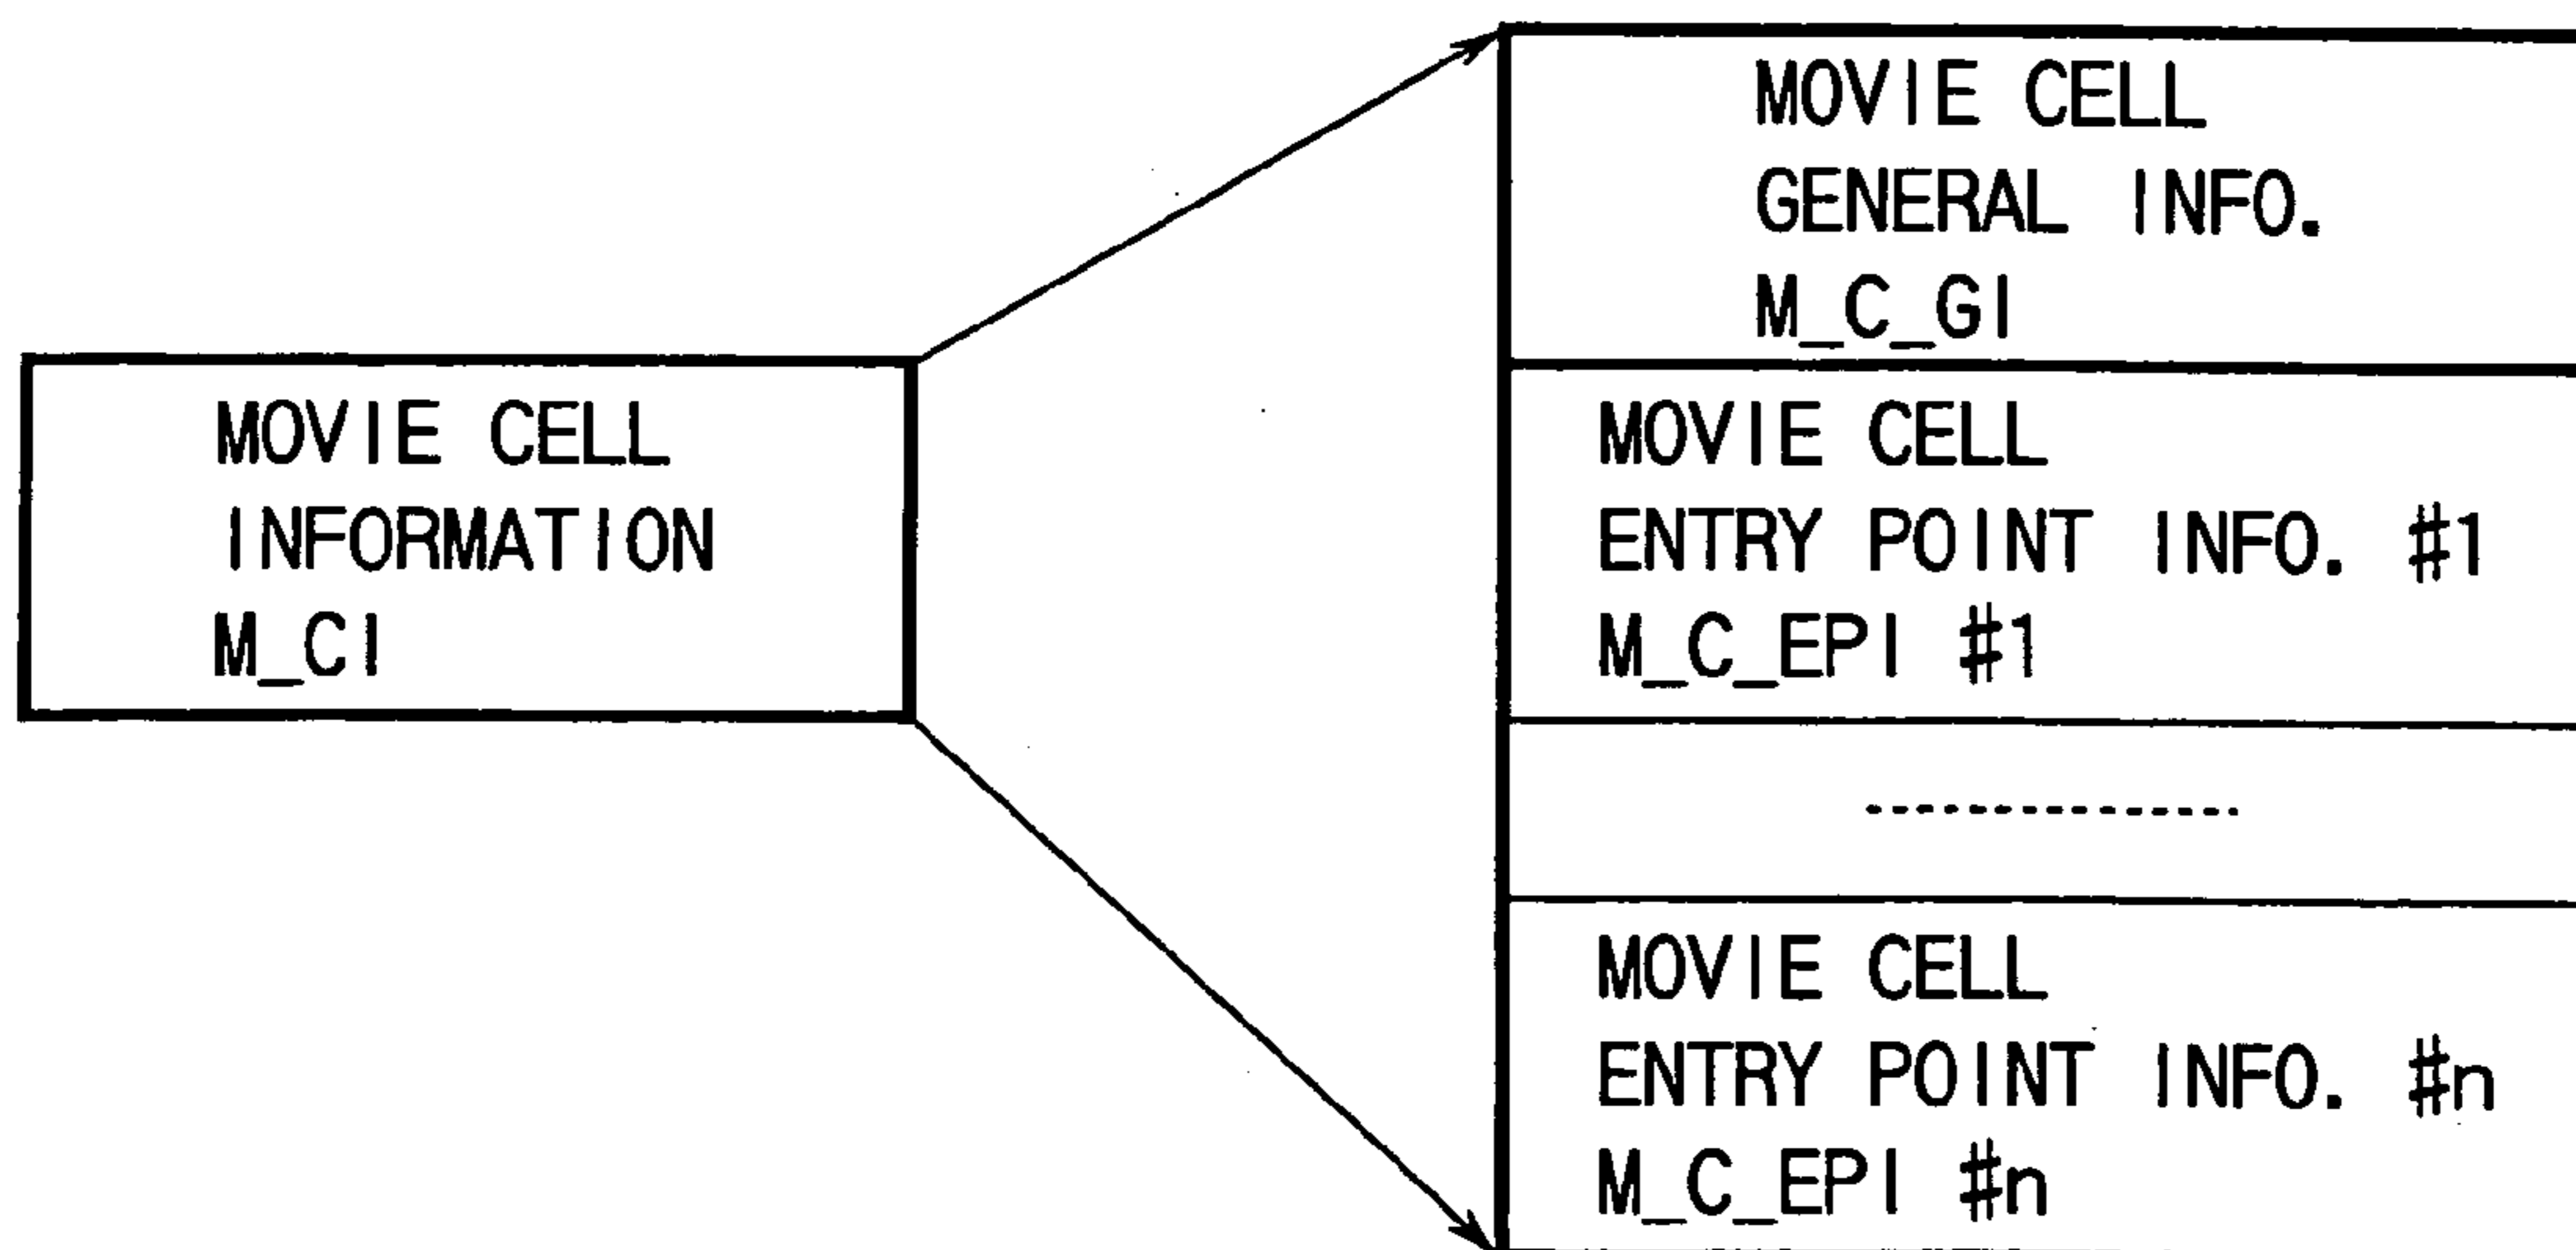 MOVIE CELL
INFORMATION
M_CI
MOVIE CELL
GENERAL INFO.
M_C_GI
MOVIE CELL
ENTRY POINT INFO. #1
M_C_EPI #1
MOVIE CELL
ENTRY POINT INFO. #n
M_C_EPI #n